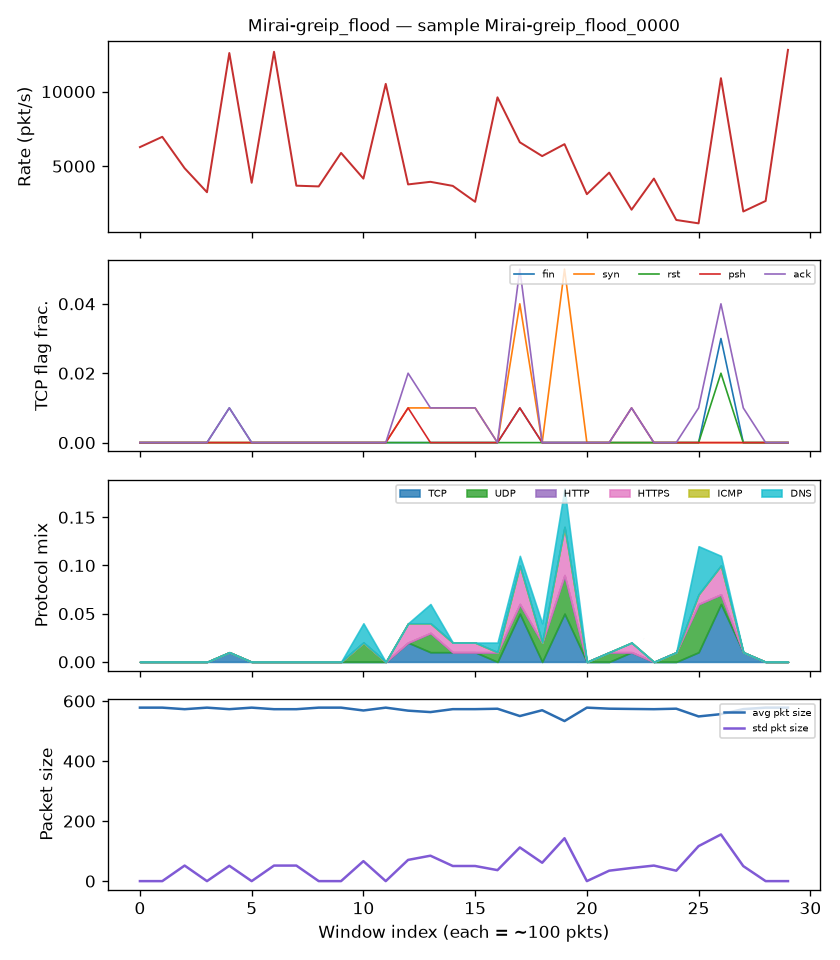 Mirai-greip_flood — sample Mirai-greip_flood_0000
Rate (pkt/s)
10000
5000
TCP flag frac.
fin syn rst psh ack
0.04
0.02
0.00
Protocol mix
TCP UDP HTTP HTTPS ICMP DNS
0.15
0.10
0.05
0.00
Packet size
avg pkt size
std pkt size
600
400
200
0
0 5 10 15 20 25 30
Window index (each = ~100 pkts)